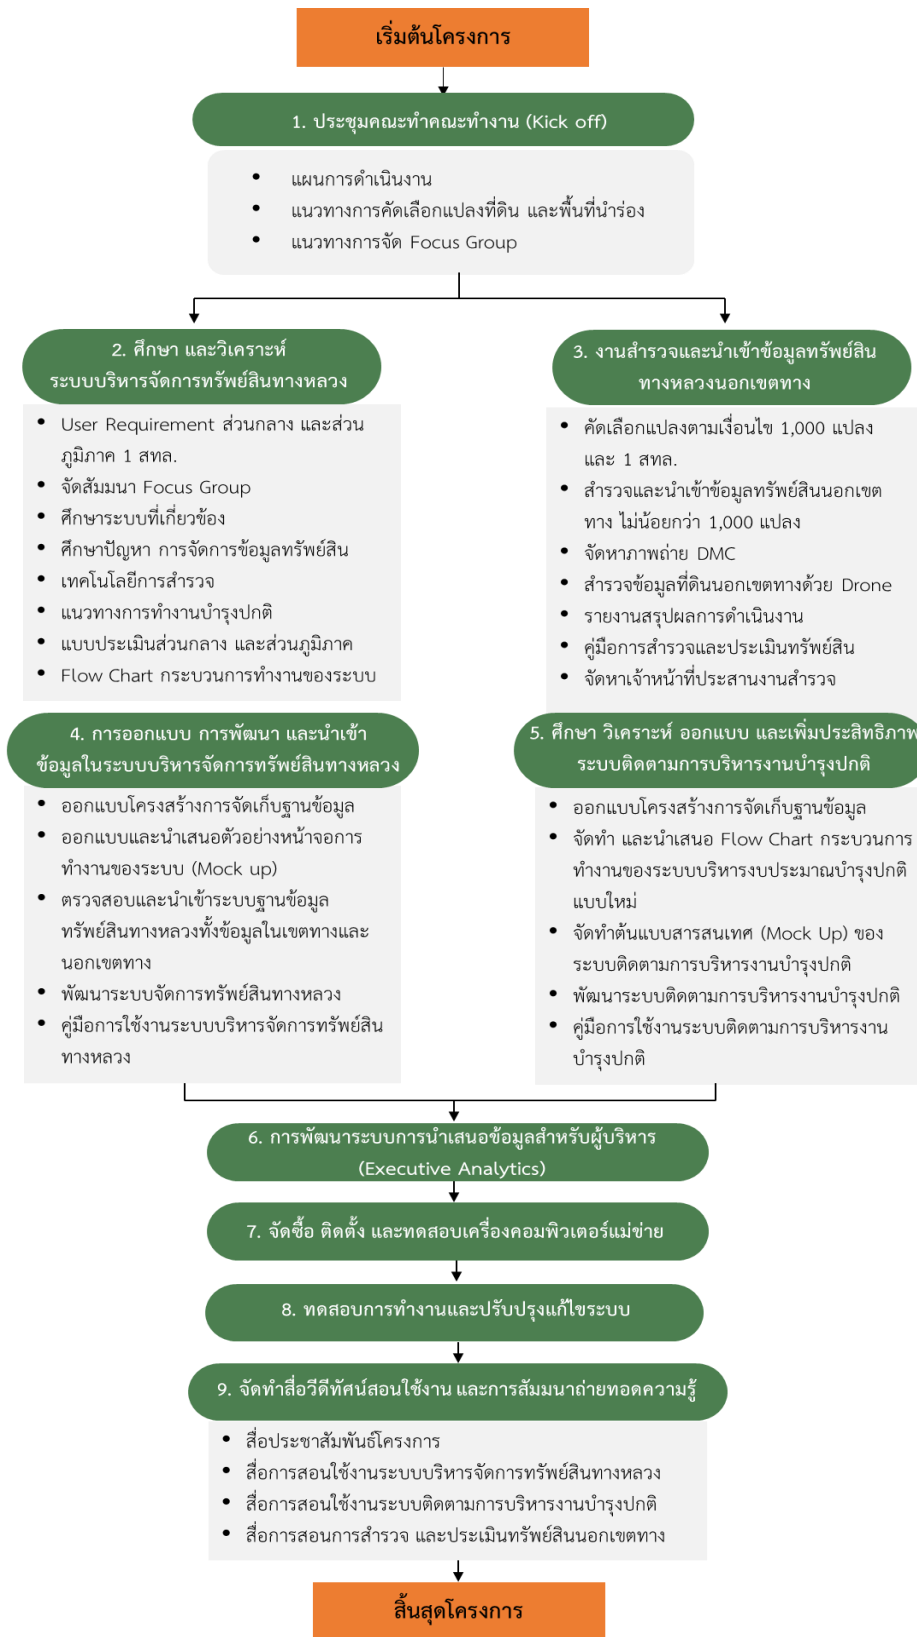 เริ่มต้นโครงการ
1. ประชุมคณะทำคณะทำงาน (Kick off)
• แผนการดำเนินงาน
• แนวทางการคัดเลือกแปลงที่ดิน และพื้นที่นำร่อง
• แนวทางการจัด Focus Group
2. ศึกษา และวิเคราะห์
ระบบบริหารจัดการทรัพย์สินทางหลวง
• User Requirement ส่วนกลาง และส่วน
ภูมิภาค 1 สทล.
• จัดสัมมนา Focus Group
• ศึกษาระบบที่เกี่ยวข้อง
• ศึกษาปัญหา การจัดการข้อมูลทรัพย์สิน
• เทคโนโลยีการสำรวจ
• แนวทางการทำงานบำรุงปกติ
• แบบประเมินส่วนกลาง และส่วนภูมิภาค
• Flow Chart กระบวนการทำงานของระบบ
3. งานสำรวจและนำเข้าข้อมูลทรัพย์สิน
ทางหลวงนอกเขตทาง
• คัดเลือกแปลงตามเงื่อนไข 1,000 แปลง
และ 1 สทล.
• สำรวจและนำเข้าข้อมูลทรัพย์สินนอกเขต
ทาง ไม่น้อยกว่า 1,000 แปลง
• จัดหาภาพถ่าย DMC
• สำรวจข้อมูลที่ดินนอกเขตทางด้วย Drone
• รายงานสรุปผลการดำเนินงาน
• คู่มือการสำรวจและประเมินทรัพย์สิน
• จัดหาเจ้าหน้าที่ประสานงานสำรวจ
4. การออกแบบ การพัฒนา และนำเข้า
ข้อมูลในระบบบริหารจัดการทรัพย์สินทางหลวง
• ออกแบบโครงสร้างการจัดเก็บฐานข้อมูล
• ออกแบบและนำเสนอตัวอย่างหน้าจอการ
ทำงานของระบบ (Mock up)
• ตรวจสอบและนำเข้าระบบฐานข้อมูล
ทรัพย์สินทางหลวงทั้งข้อมูลในเขตทางและ
นอกเขตทาง
• พัฒนาระบบจัดการทรัพย์สินทางหลวง
• คู่มือการใช้งานระบบบริหารจัดการทรัพย์สิน
ทางหลวง
5. ศึกษา วิเคราะห์ ออกแบบ และเพิ่มประสิทธิภาพ
ระบบติดตามการบริหารงานบำรุงปกติ
• ออกแบบโครงสร้างการจัดเก็บฐานข้อมูล
• จัดทำ และนำเสนอ Flow Chart กระบวนการ
ทำงานของระบบบริหารงบประมาณบำรุงปกติ
แบบใหม่
• จัดทำต้นแบบสารสนเทศ (Mock Up) ของ
ระบบติดตามการบริหารงานบำรุงปกติ
• พัฒนาระบบติดตามการบริหารงานบำรุงปกติ
• คู่มือการใช้งานระบบติดตามการบริหารงาน
บำรุงปกติ
6. การพัฒนาระบบการนำเสนอข้อมูลสำหรับผู้บริหาร
(Executive Analytics)
7. จัดซื้อ ติดตั้ง และทดสอบเครื่องคอมพิวเตอร์แม่ข่าย
8. ทดสอบการทำงานและปรับปรุงแก้ไขระบบ
9. จัดทำสื่อวีดีทัศน์สอนใช้งาน และการสัมมนาถ่ายทอดความรู้
• สื่อประชาสัมพันธ์โครงการ
• สื่อการสอนใช้งานระบบบริหารจัดการทรัพย์สินทางหลวง
• สื่อการสอนใช้งานระบบติดตามการบริหารงานบำรุงปกติ
• สื่อการสอนการสำรวจ และประเมินทรัพย์สินนอกเขตทาง
สิ้นสุดโครงการ